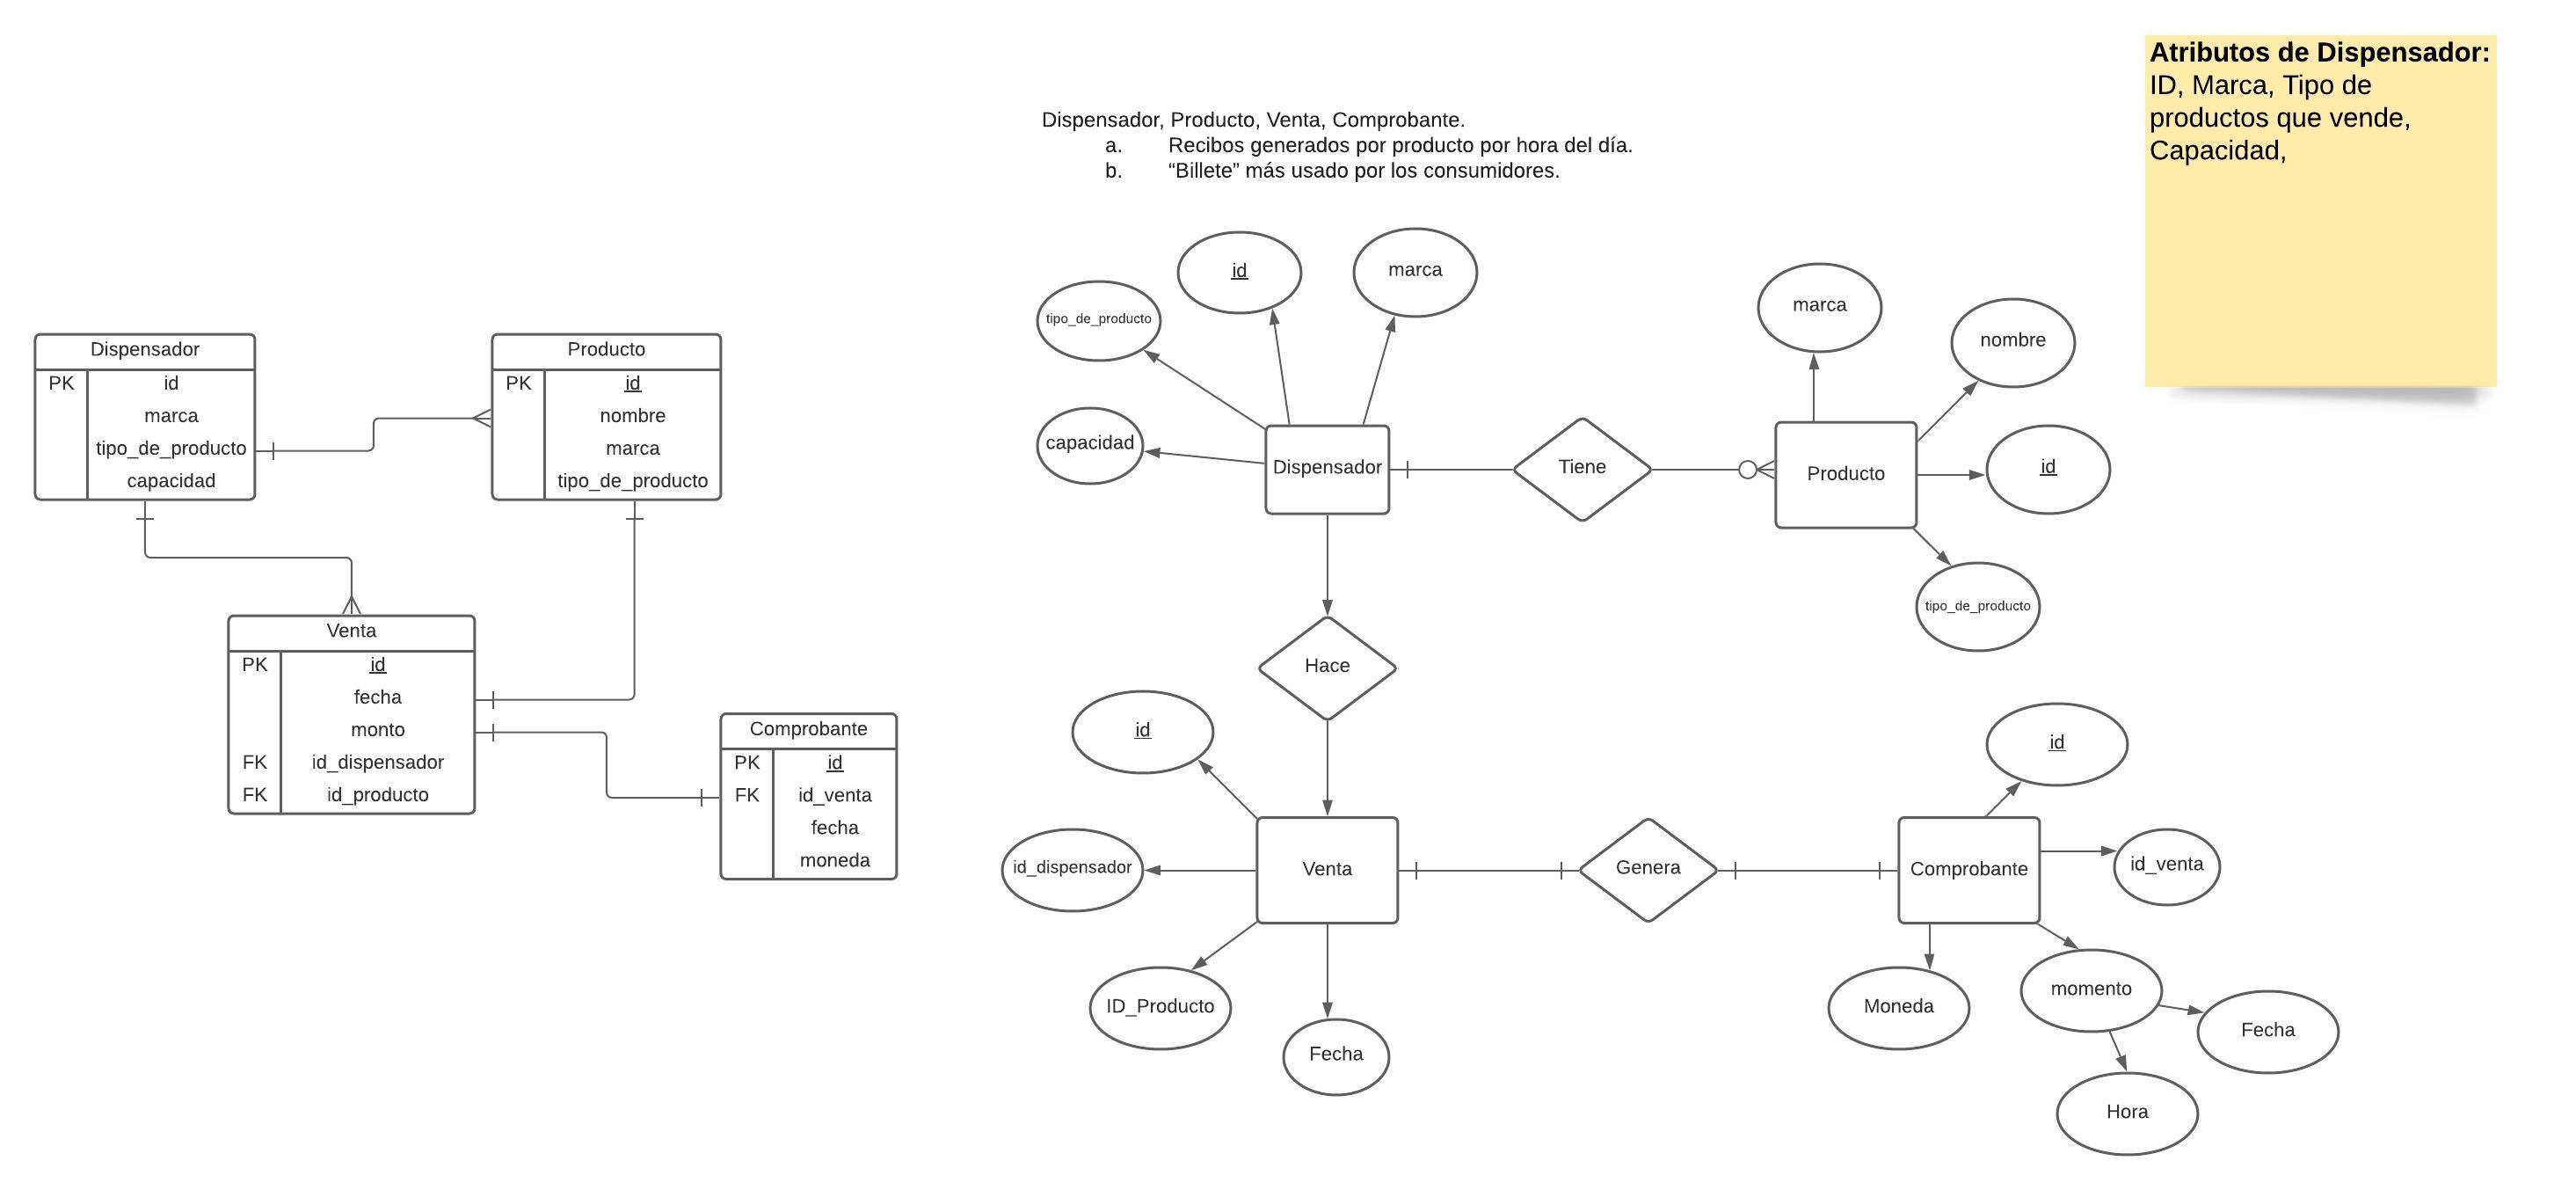 Atributos de Dispensador:
ID, Marca, Tipo de
productos que vende,
Capacidad,
Dispensador, Producto, Venta, Comprobante.
a. Recibos generados por producto por hora del día.
b. “Billete” más usado por los consumidores.
Dispensador
PK id
marca
tipo_de_producto
capacidad
Producto
PK id
nombre
marca
tipo_de_producto
Venta
PK id
fecha
monto
FK id_dispensador
FK id_producto
Comprobante
PK id
FK id_venta
fecha
moneda
id
marca
tipo_de_producto
capacidad
Dispensador
Tiene
marca
nombre
Producto
id
tipo_de_producto
Hace
id
id_dispensador
Venta
Genera
Comprobante
id
id_venta
ID_Producto
Fecha
Moneda
momento
Fecha
Hora